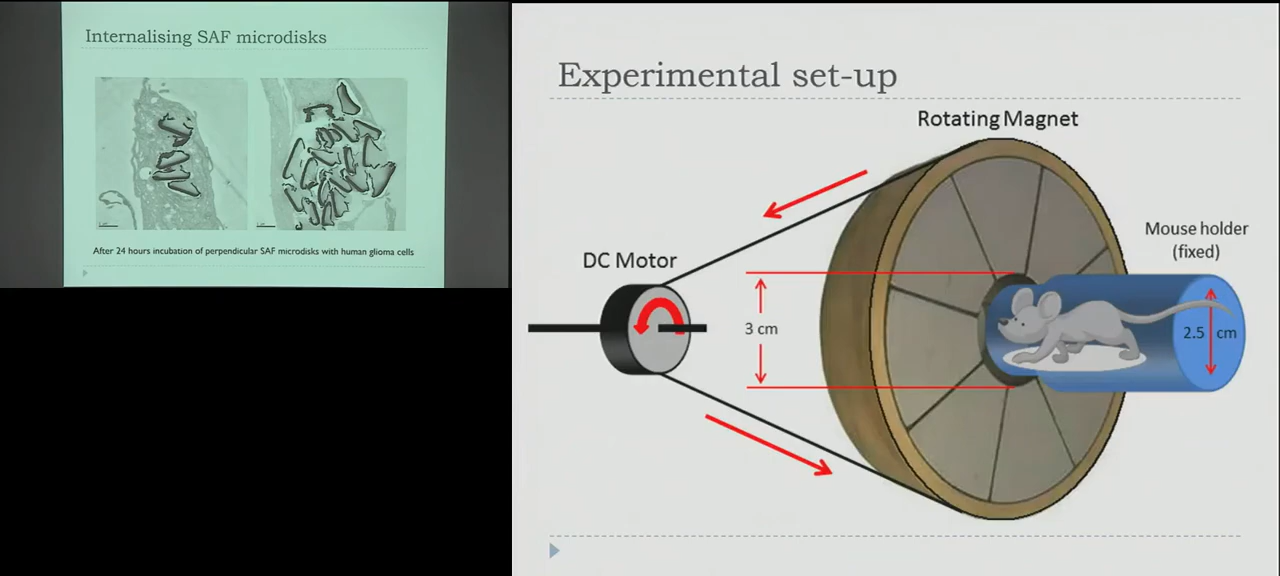 Internalising SAF microdisks
After 24 hours incubation of perpendicular SAF microdisks with human glioma cells
Experimental set-up
Rotating Magnet
Mouse holder
(fixed)
DC Motor
3 cm
2.5 cm